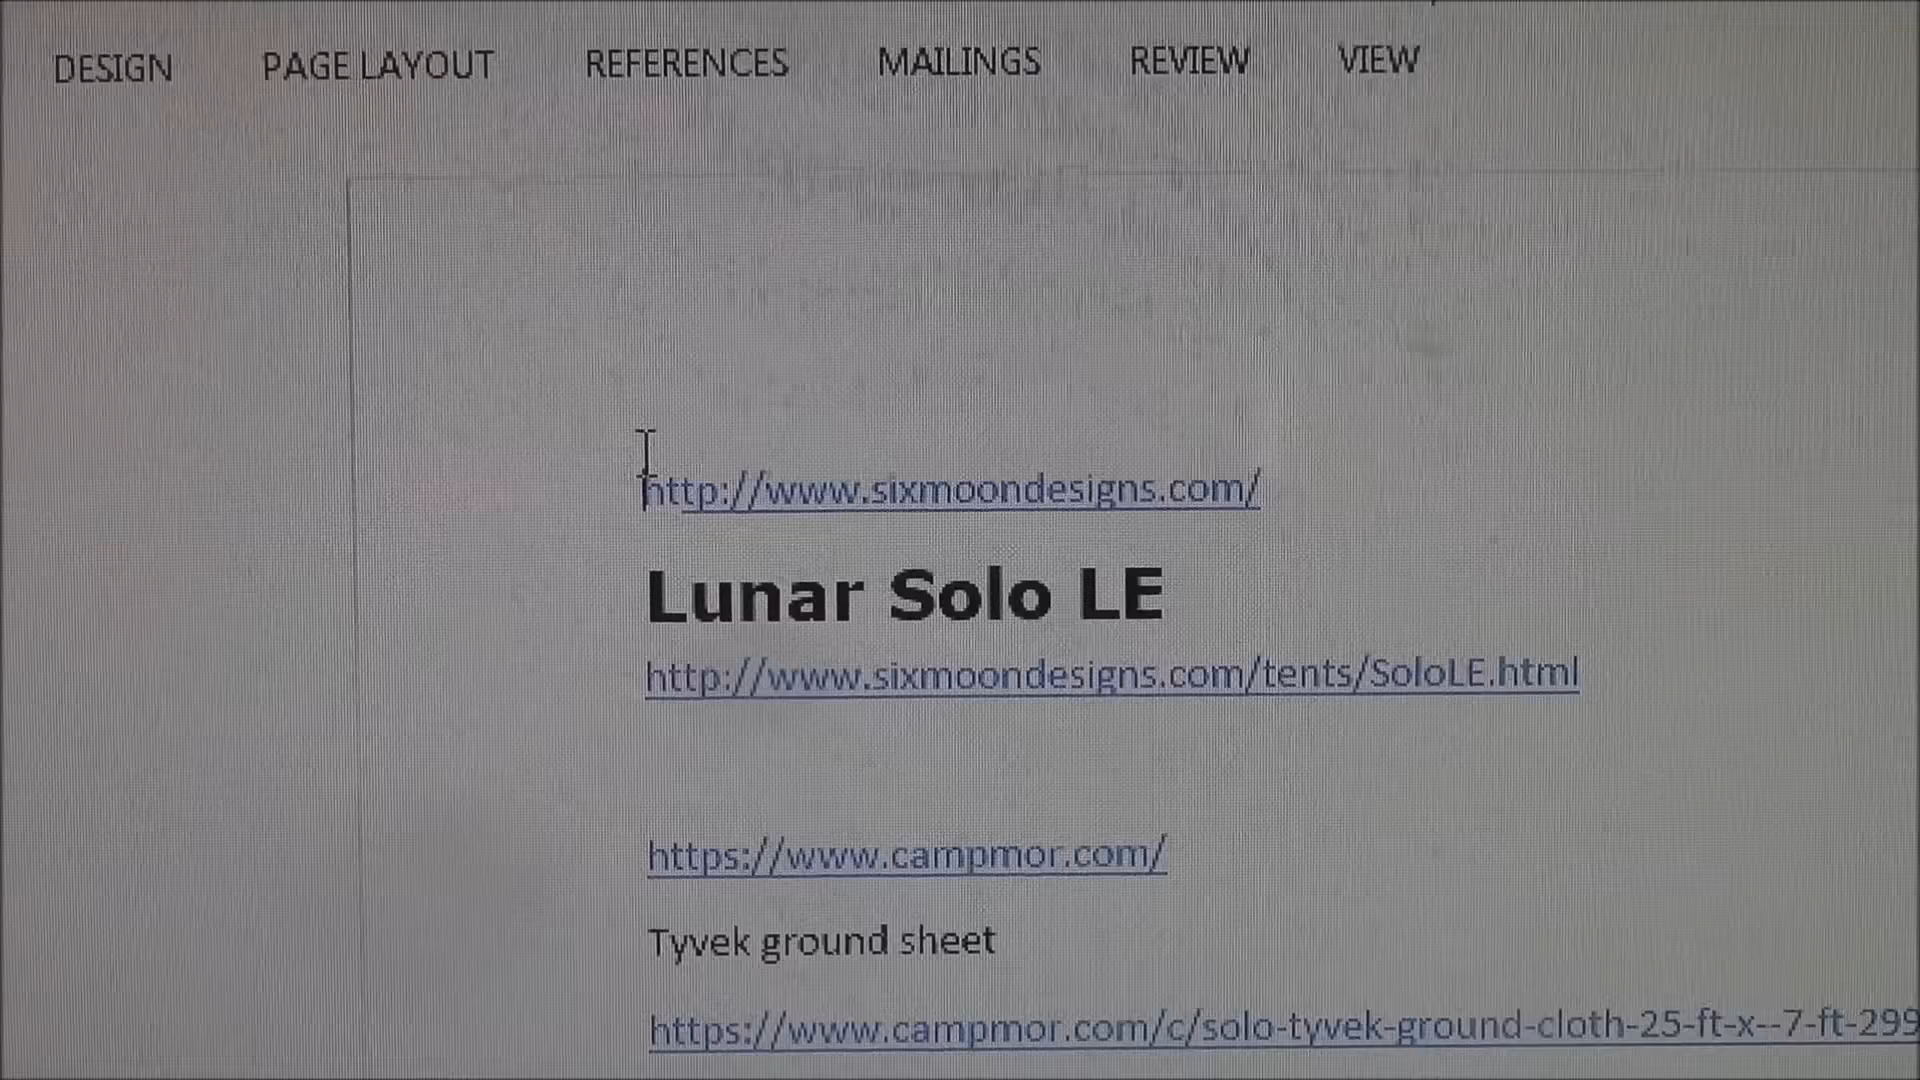 DESIGN PAGE LAYOUT REFERENCES MAILINGS REVIEW VIEW
http://www.sixmoondesigns.com/
Lunar Solo LE
http://www.sixmoondesigns.com/tents/SoloLE.html
https://www.campmor.com/
Tyvek ground sheet
https://www.campmor.com/c/solo-tyvek-ground-cloth-25-ft-x--7-ft-299